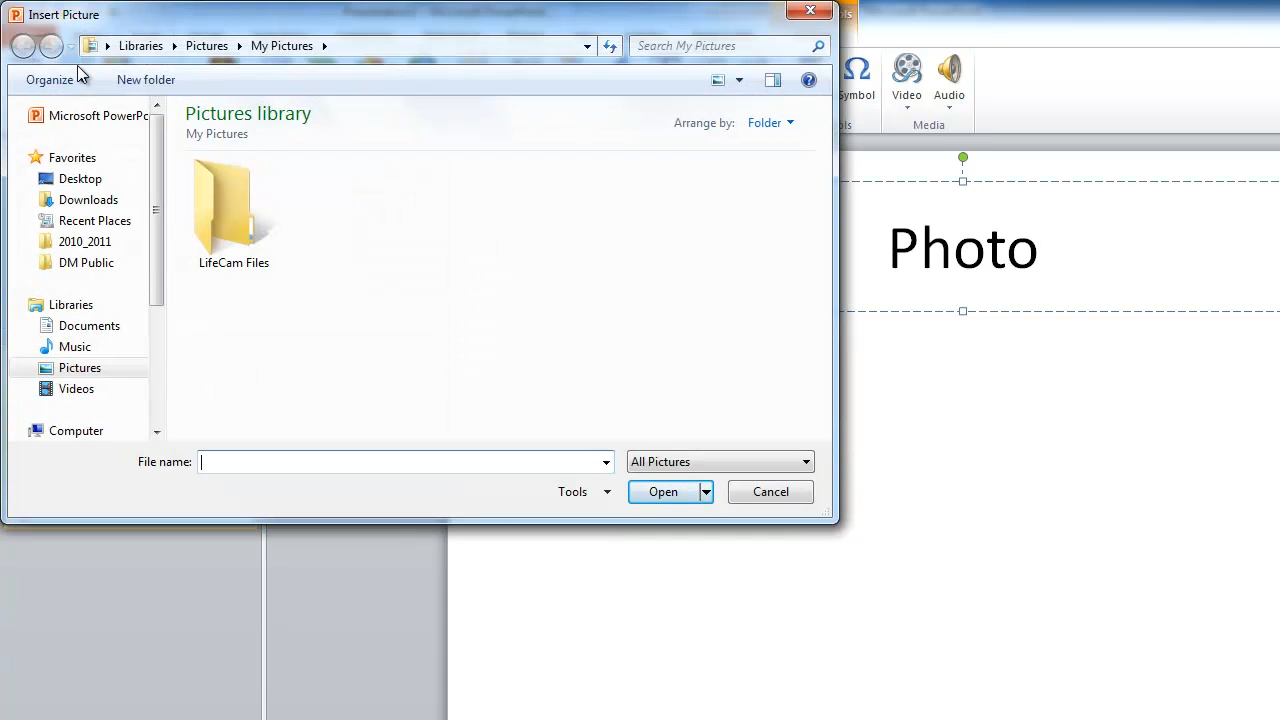 Insert Picture
Libraries Pictures My Pictures
Search My Pictures
Organize New folder
Symbol Video Audio
Media
Microsoft PowerPc
Favorites
Desktop
Downloads
Recent Places
2010_2011
DM Public
Libraries
Documents
Music
Pictures
Videos
Computer
Pictures library
My Pictures
Arrange by: Folder
LifeCam Files
File name:
All Pictures
Tools Open Cancel
Photo